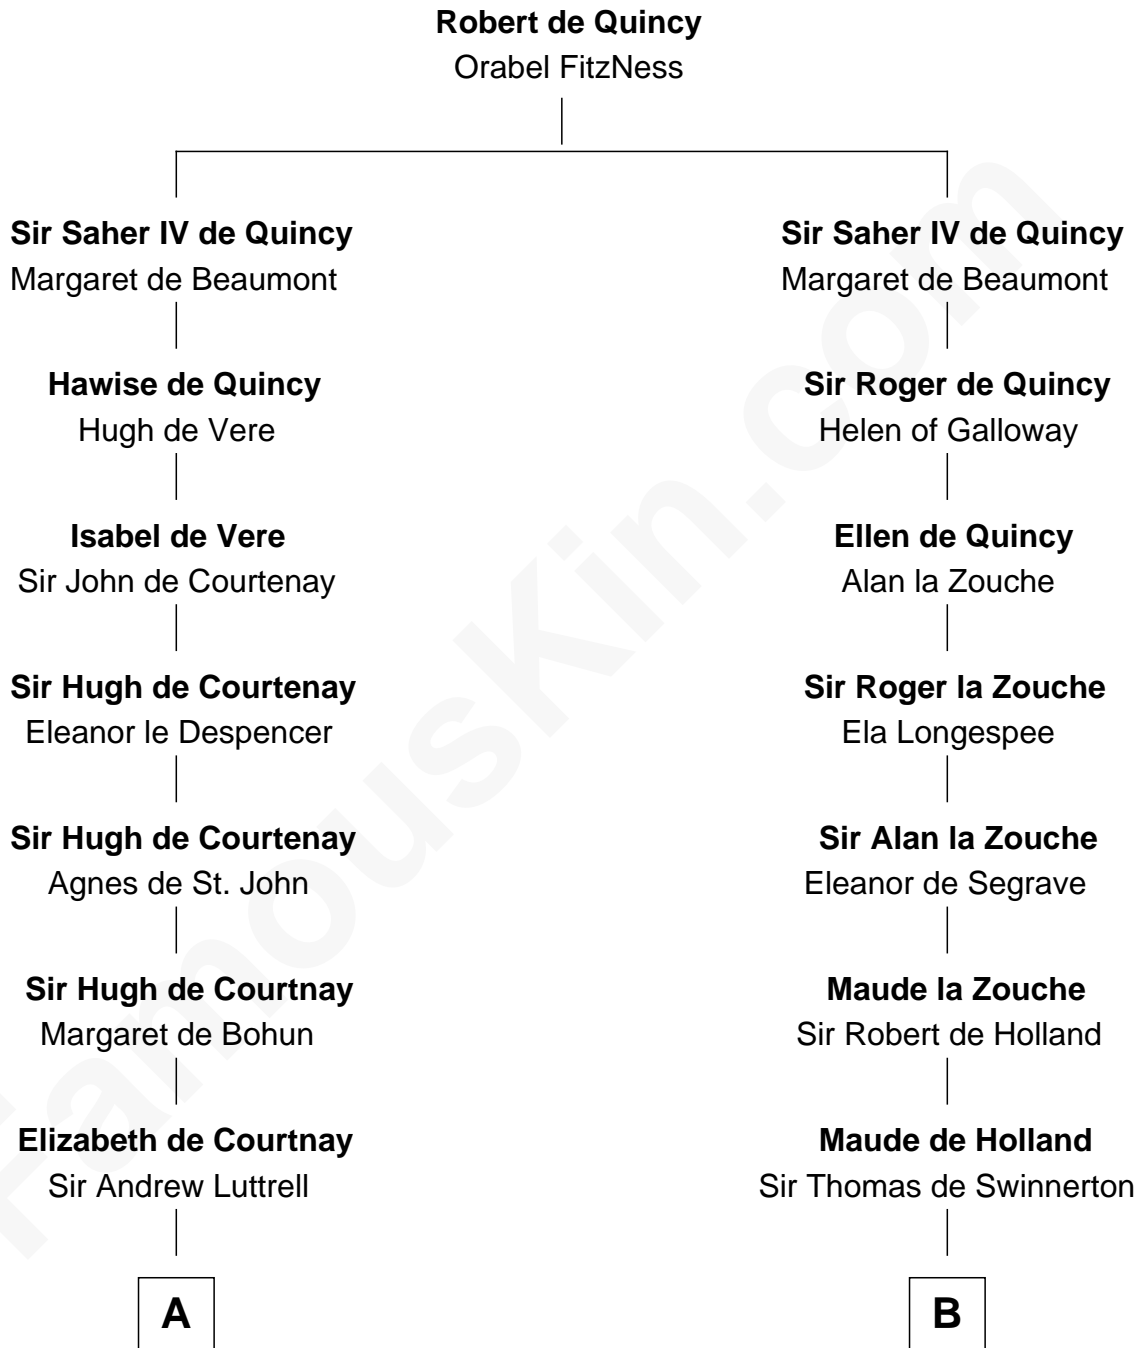 Robert de Quincy
Orabel FitzNess
Sir Saher IV de Quincy
Margaret de Beaumont
Hawise de Quincy
Hugh de Vere
Isabel de Vere
Sir John de Courtenay
Sir Hugh de Courtenay
Eleanor le Despencer
Sir Hugh de Courtenay
Agnes de St. John
Sir Hugh de Courtnay
Margaret de Bohun
Elizabeth de Courtnay
Sir Andrew Luttrell
A
Sir Saher IV de Quincy
Margaret de Beaumont
Sir Roger de Quincy
Helen of Galloway
Ellen de Quincy
Alan la Zouche
Sir Roger la Zouche
Ela Longespee
Sir Alan la Zouche
Eleanor de Segrave
Maude la Zouche
Sir Robert de Holland
Maude de Holland
Sir Thomas de Swinnerton
B
FamousKin.com